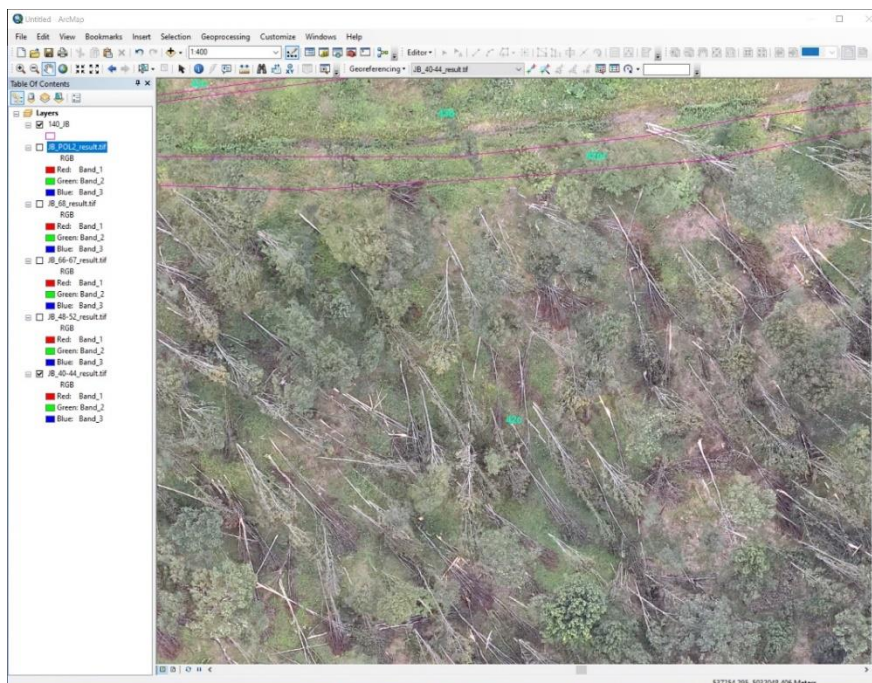 Untitled - ArcMap
File Edit View Bookmarks Insert Selection Geoprocessing Customize Windows Help
1:400 Editor
Georeferencing JB_40-44_result.tif
Table Of Contents
Layers
140_JB
JB_POL2_result.tif
RGB
Red: Band_1
Green: Band_2
Blue: Band_3
JB_68_result.tif
RGB
Red: Band_1
Green: Band_2
Blue: Band_3
JB_66-67_result.tif
RGB
Red: Band_1
Green: Band_2
Blue: Band_3
JB_48-52_result.tif
RGB
Red: Band_1
Green: Band_2
Blue: Band_3
JB_40-44_result.tif
RGB
Red: Band_1
Green: Band_2
Blue: Band_3